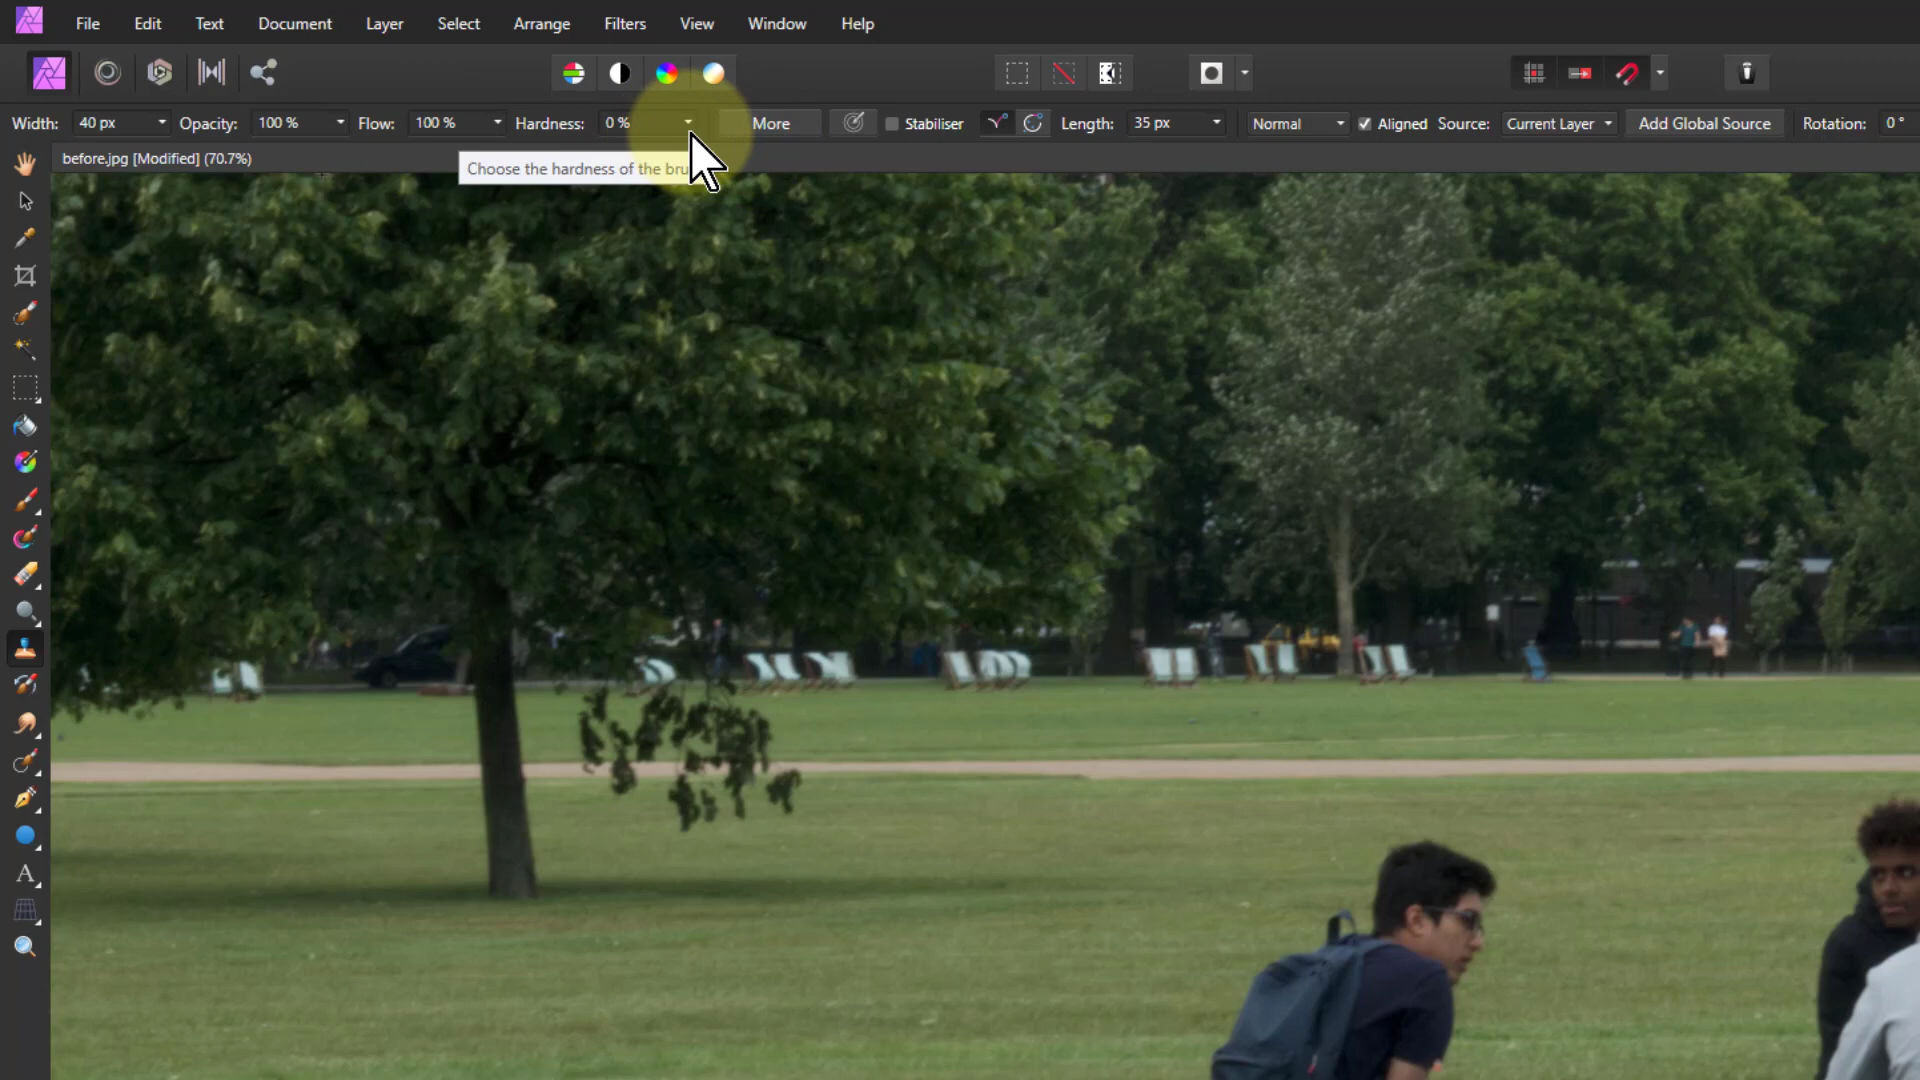 File Edit Text Document Layer Select Arrange Filters View Window Help
Width: 40 px Opacity: 100 % Flow: 100 % Hardness: 0 % More Stabiliser Length: 35 px Normal Aligned Source: Current Layer Add Global Source Rotation: 0 °
before.jpg [Modified] (70.7%)
Choose the hardness of the bru